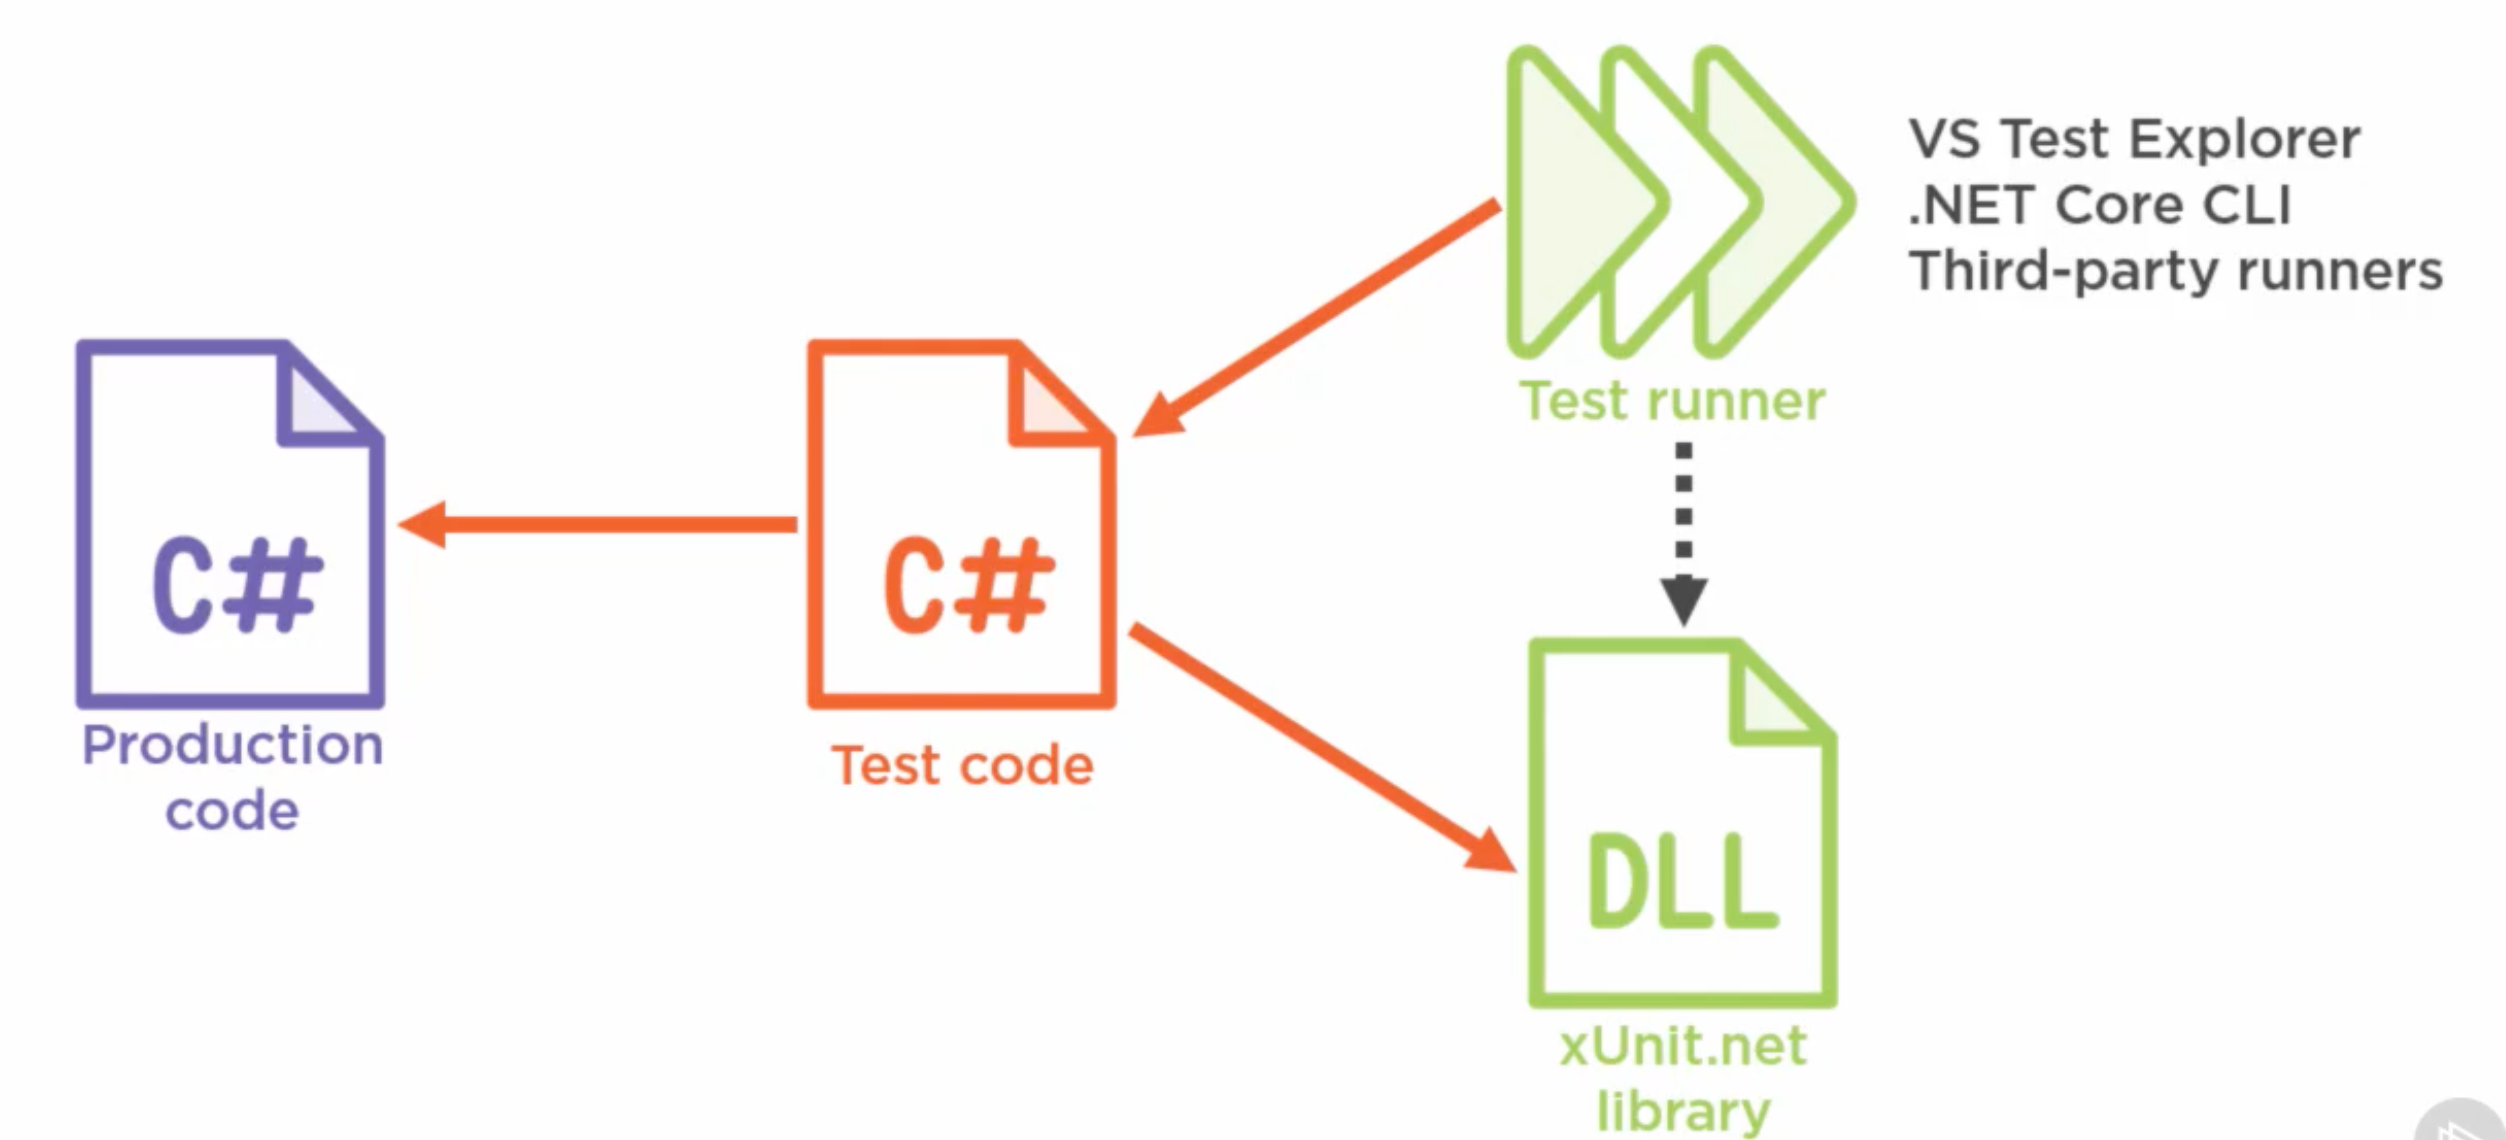 VS Test Explorer
.NET Core CLI
Third-party runners
Test runner
C#
Production
code
C#
Test code
DLL
xUnit.net
library